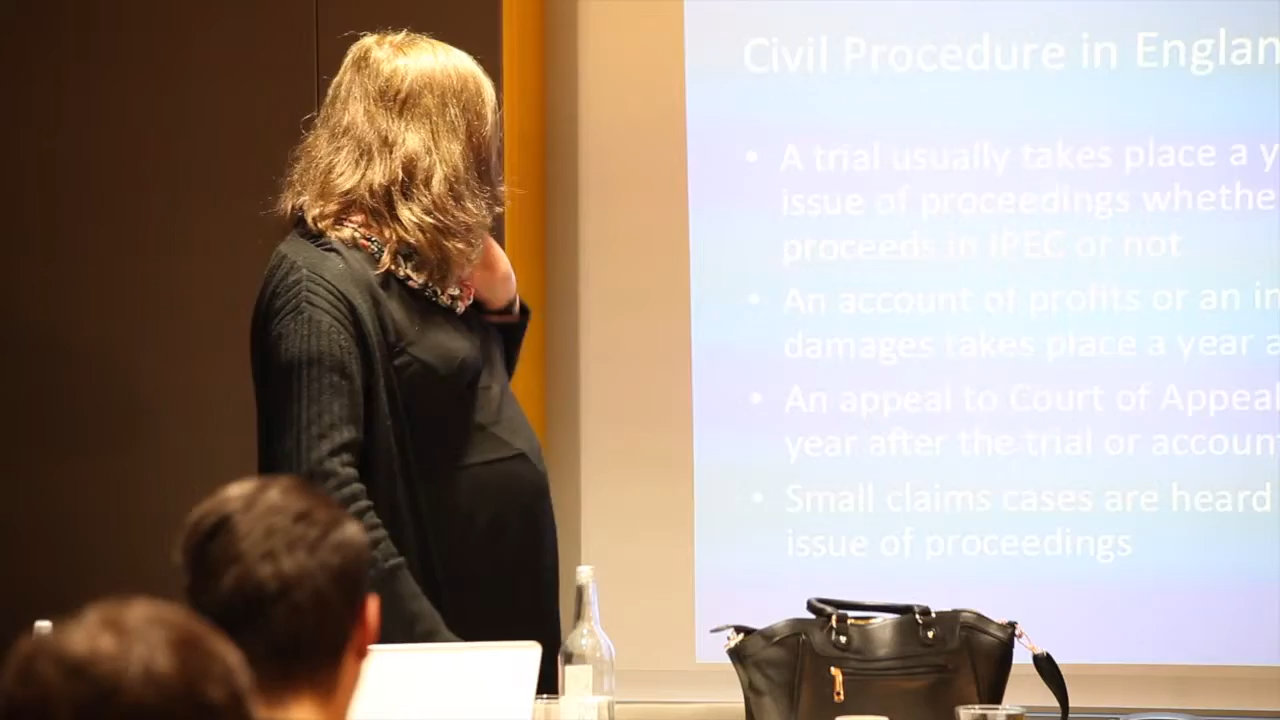 Civil Procedure in Englan
• A trial usually takes place a y
issue of proceedings whethe
proceeds in IPEC or not
• An account of profits or an in
damages takes place a year a
• An appeal to Court of Appeal
year after the trial or accoun
• Small claims cases are heard
issue of proceedings